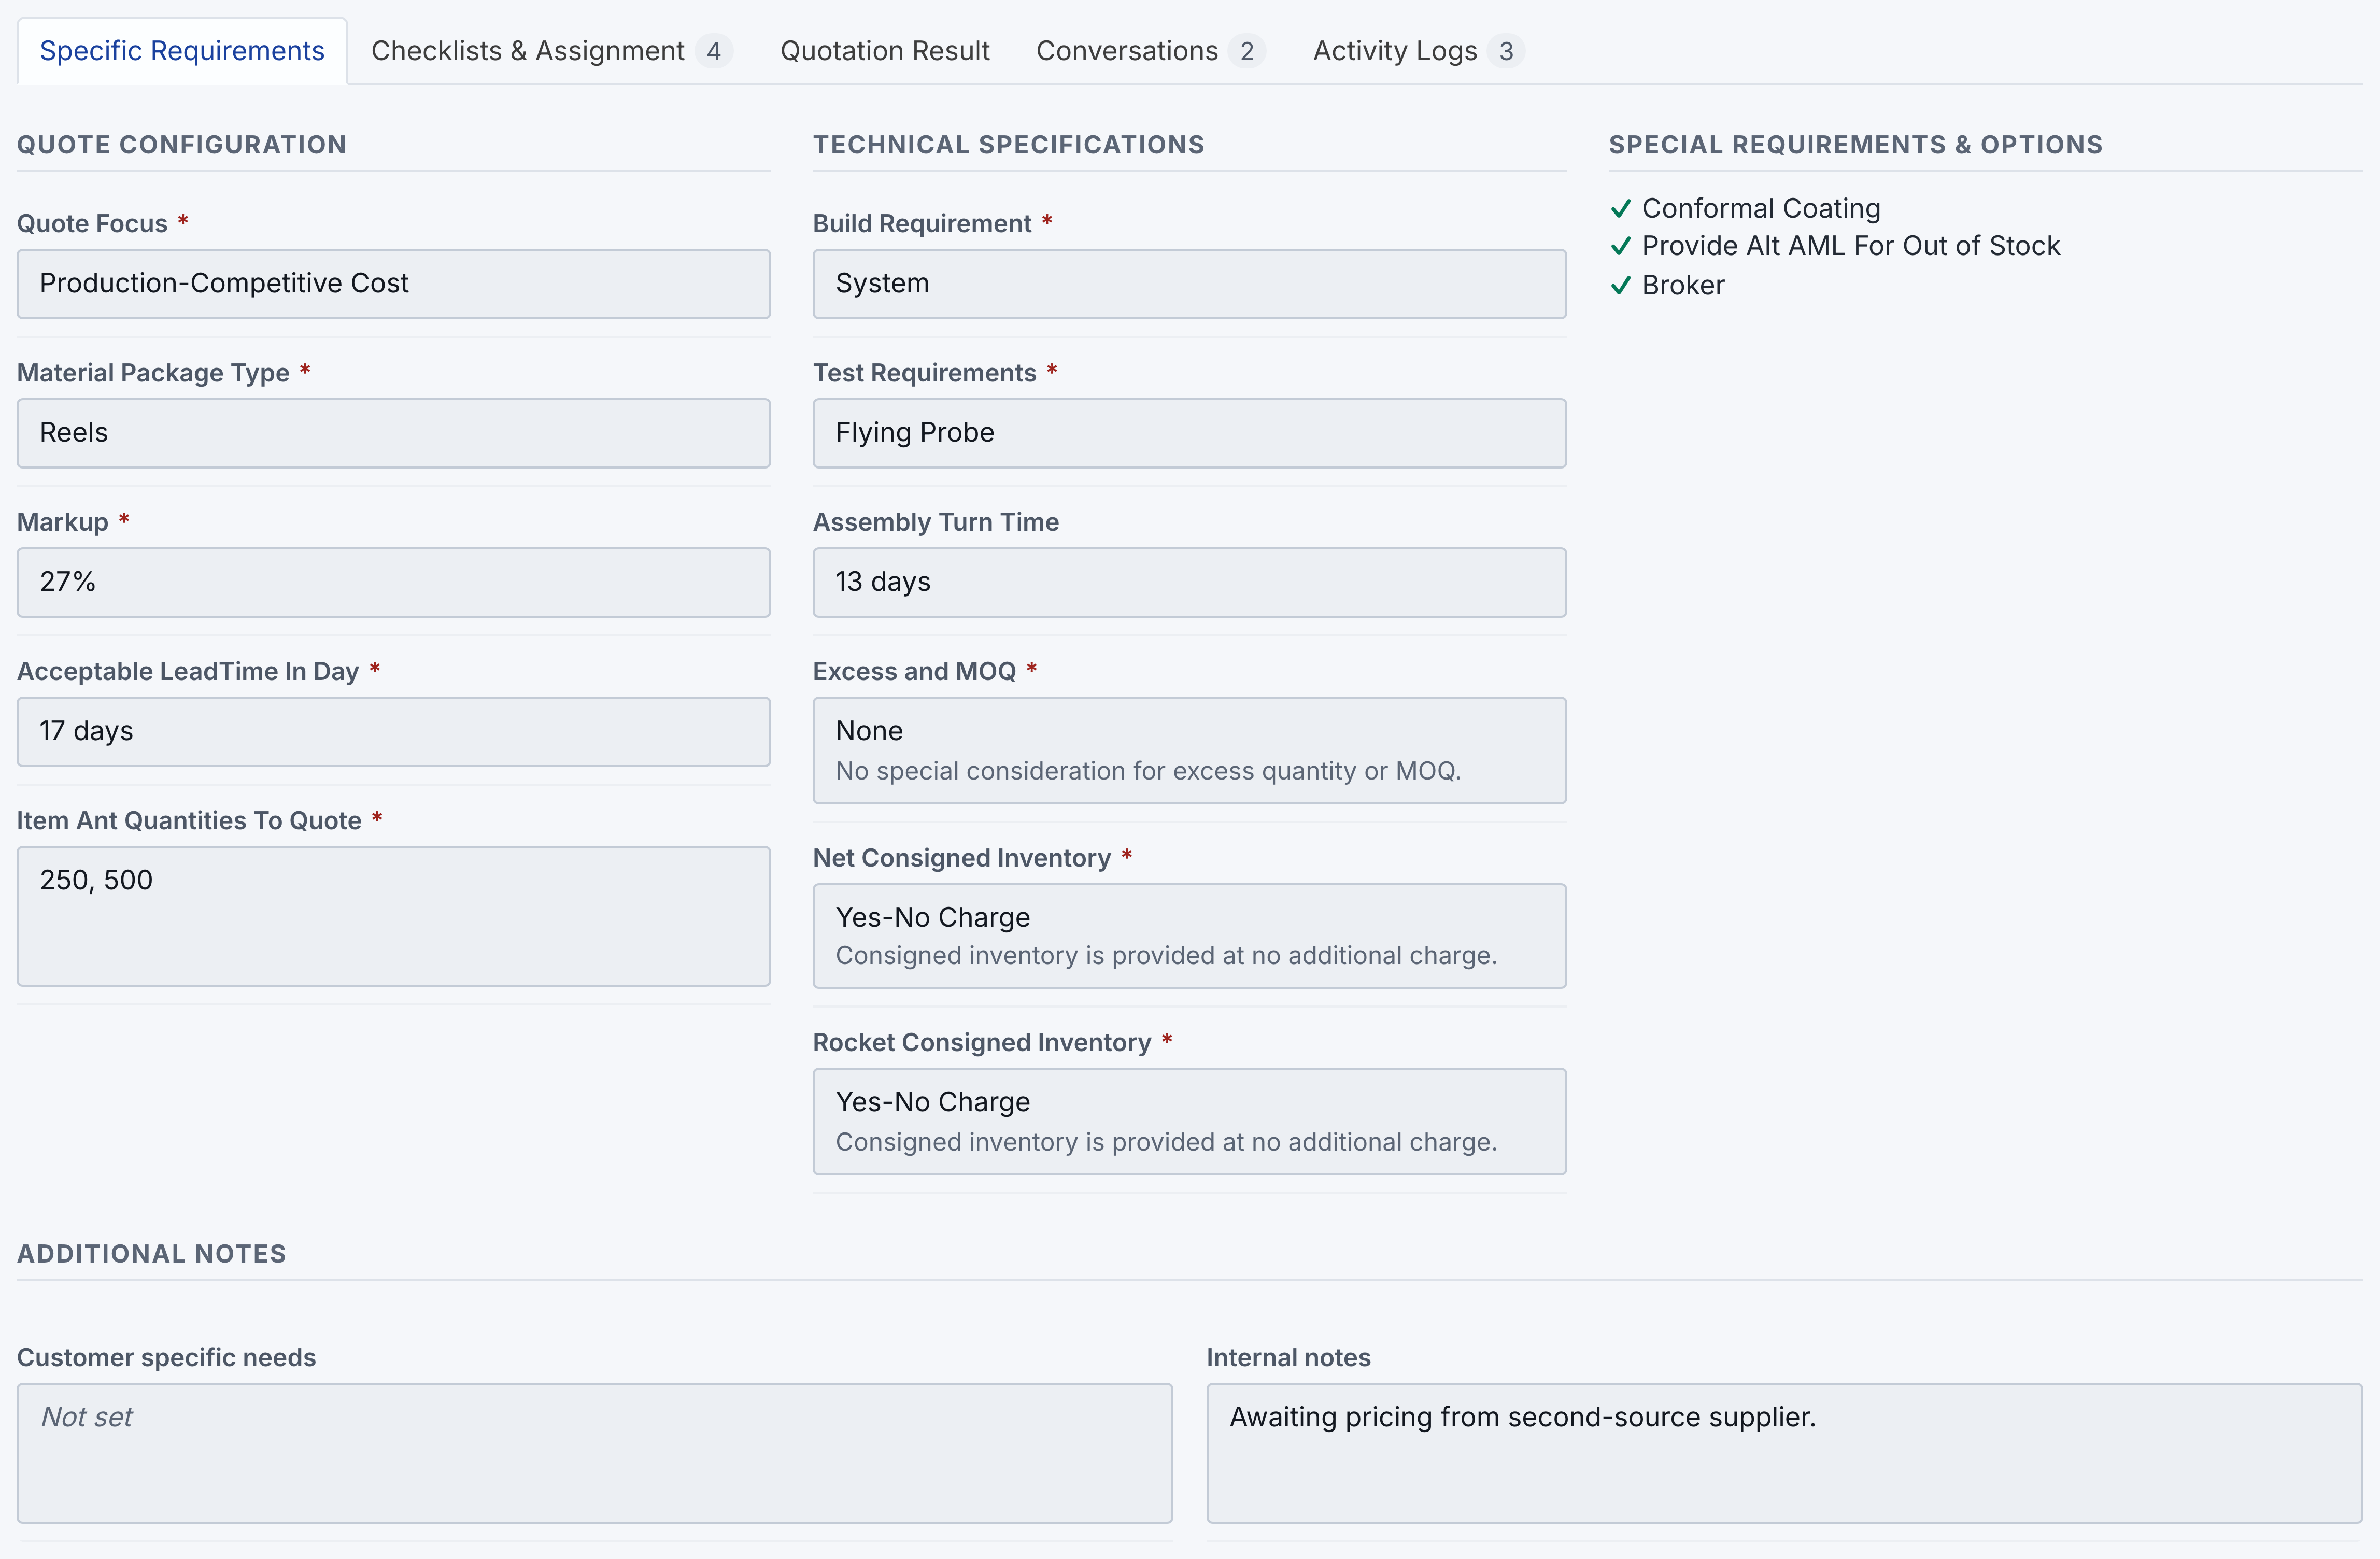 Specific Requirements
Checklists & Assignment 4
Quotation Result
Conversations 2
Activity Logs 3
QUOTE CONFIGURATION
Quote Focus *
Production-Competitive Cost
Material Package Type *
Reels
Markup *
27%
Acceptable LeadTime In Day *
17 days
Item Ant Quantities To Quote *
250, 500
TECHNICAL SPECIFICATIONS
Build Requirement *
System
Test Requirements *
Flying Probe
Assembly Turn Time
13 days
Excess and MOQ *
None
No special consideration for excess quantity or MOQ.
Net Consigned Inventory *
Yes-No Charge
Consigned inventory is provided at no additional charge.
Rocket Consigned Inventory *
Yes-No Charge
Consigned inventory is provided at no additional charge.
SPECIAL REQUIREMENTS & OPTIONS
Conformal Coating
Provide Alt AML For Out of Stock
Broker
ADDITIONAL NOTES
Customer specific needs
Not set
Internal notes
Awaiting pricing from second-source supplier.